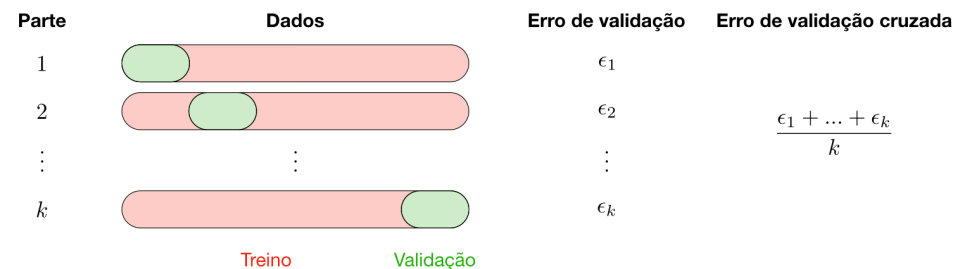 Parte Dados Erro de validação Erro de validação cruzada
1 ϵ₁
2 ϵ₂
ϵ₁ + ... + ϵₖ
k
⋮ ⋮ ⋮
k ϵₖ
Treino Validação